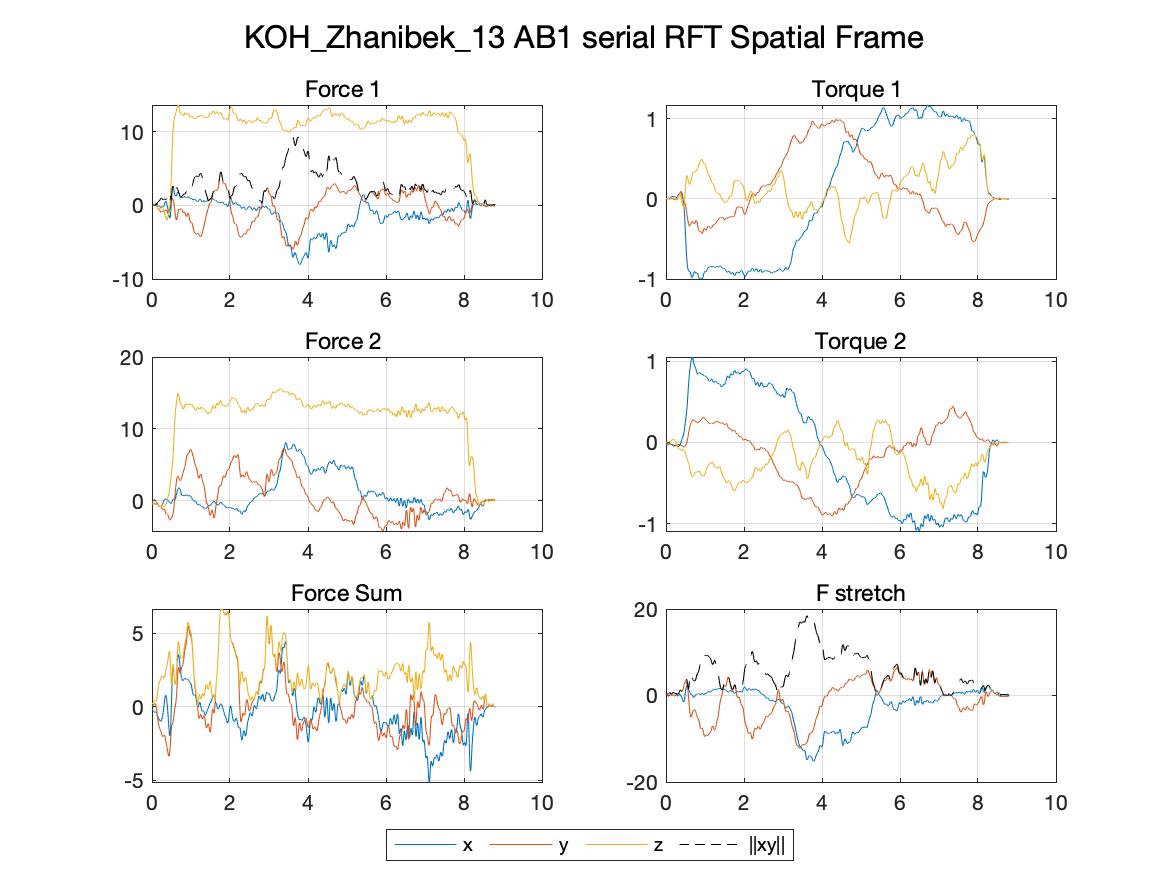 KOH_Zhanibek_13 AB1 serial RFT Spatial Frame
Force 1
10
0
-10
0 2 4 6 8 10
Torque 1
1
0
-1
0 2 4 6 8 10
Force 2
20
10
0
0 2 4 6 8 10
Torque 2
1
0
-1
0 2 4 6 8 10
Force Sum
5
0
-5
0 2 4 6 8 10
F stretch
20
0
-20
0 2 4 6 8 10
x y z ||xy||